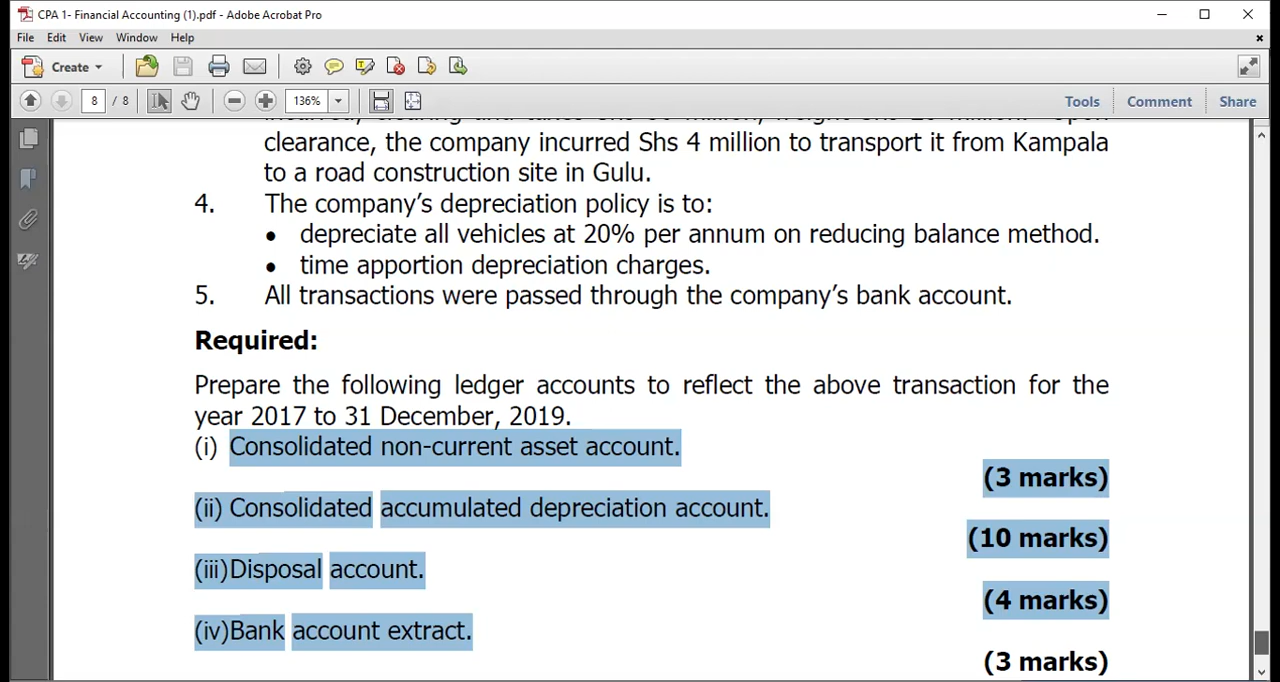 CPA 1- Financial Accounting (1).pdf - Adobe Acrobat Pro
File Edit View Window Help
Create
8 / 8 136% Tools Comment Share
clearance, the company incurred Shs 4 million to transport it from Kampala
to a road construction site in Gulu.
4. The company's depreciation policy is to:
• depreciate all vehicles at 20% per annum on reducing balance method.
• time apportion depreciation charges.
5. All transactions were passed through the company's bank account.
Required:
Prepare the following ledger accounts to reflect the above transaction for the
year 2017 to 31 December, 2019.
(i) Consolidated non-current asset account.
(3 marks)
(ii) Consolidated accumulated depreciation account.
(10 marks)
(iii)Disposal account.
(4 marks)
(iv)Bank account extract.
(3 marks)